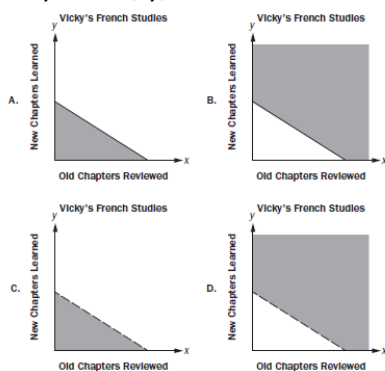 Vicky's French Studies
y
A.
New Chapters Learned
x
Old Chapters Reviewed
Vicky's French Studies
y
B.
New Chapters Learned
x
Old Chapters Reviewed
Vicky's French Studies
y
C.
New Chapters Learned
x
Old Chapters Reviewed
Vicky's French Studies
y
D.
New Chapters Learned
x
Old Chapters Reviewed